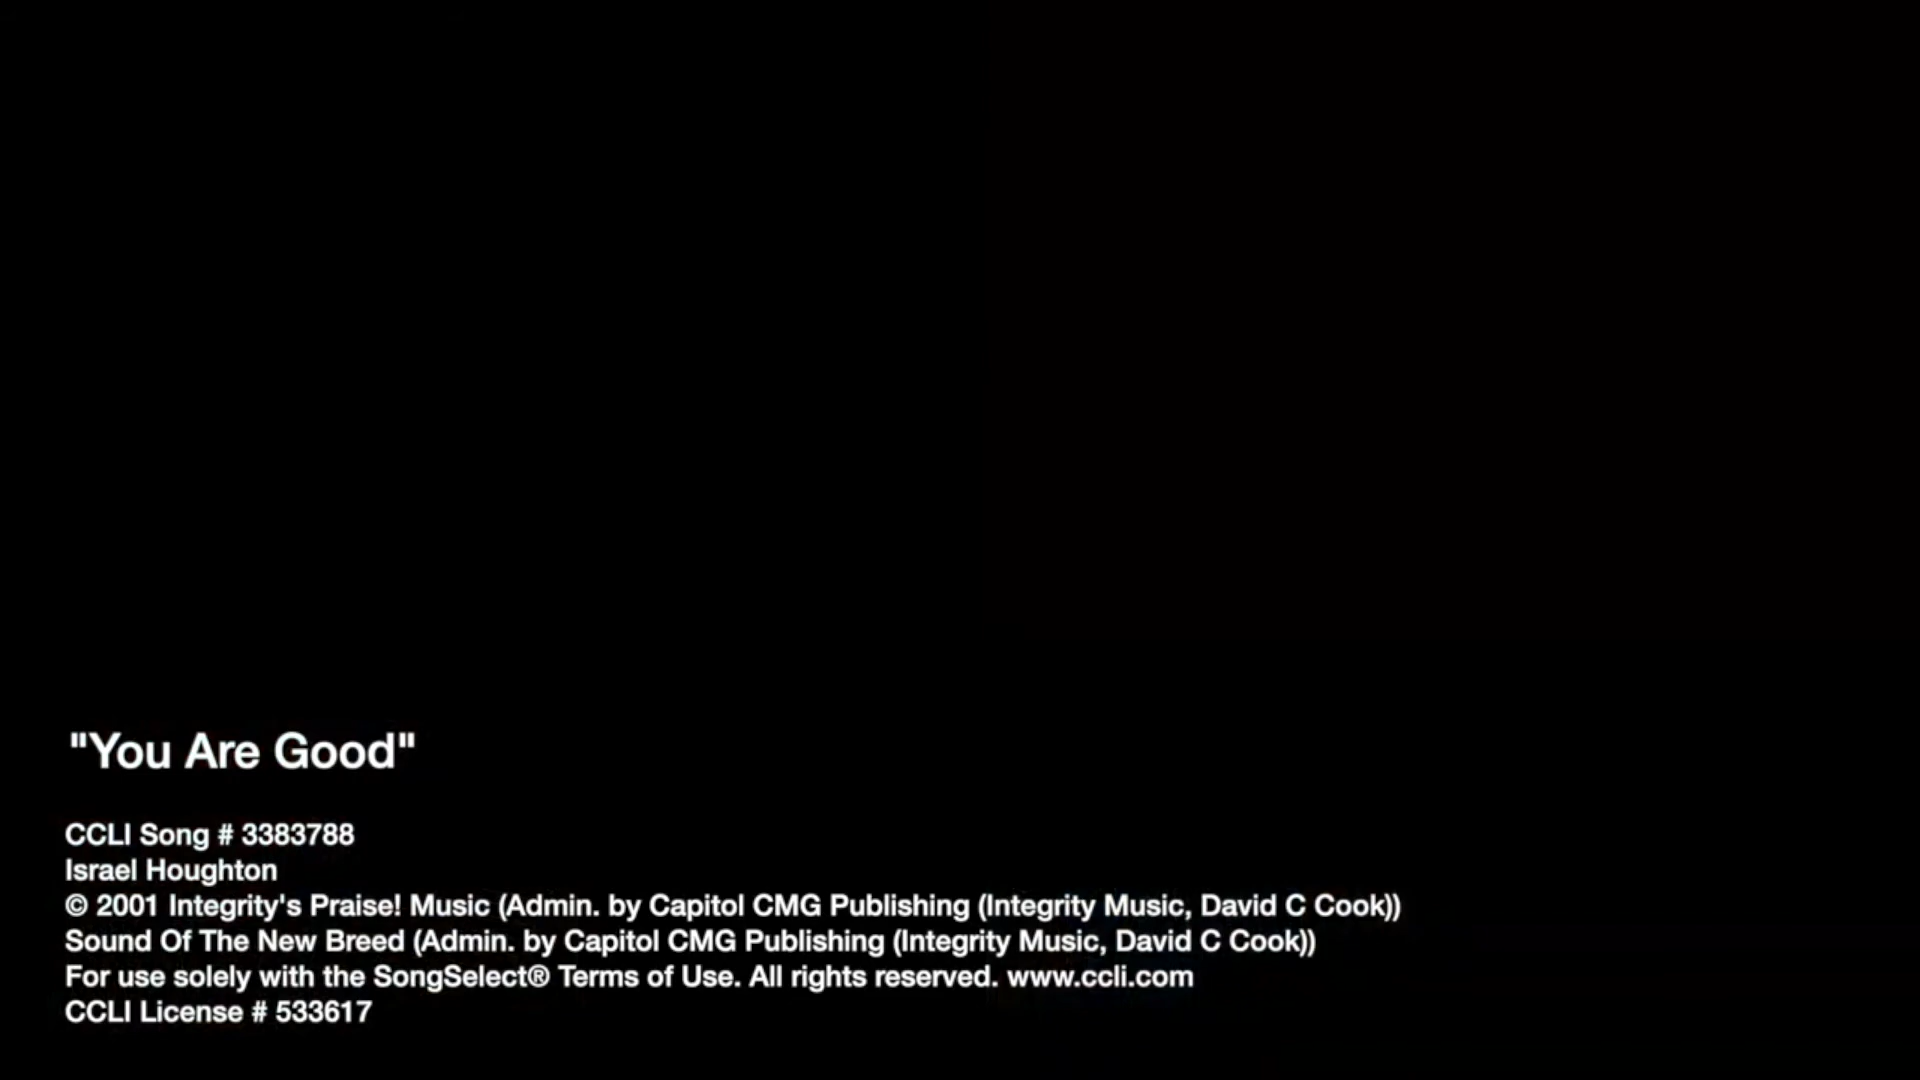 "You Are Good"
CCLI Song # 3383788
Israel Houghton
© 2001 Integrity's Praise! Music (Admin. by Capitol CMG Publishing (Integrity Music, David C Cook))
Sound Of The New Breed (Admin. by Capitol CMG Publishing (Integrity Music, David C Cook))
For use solely with the SongSelect® Terms of Use. All rights reserved. www.ccli.com
CCLI License # 533617